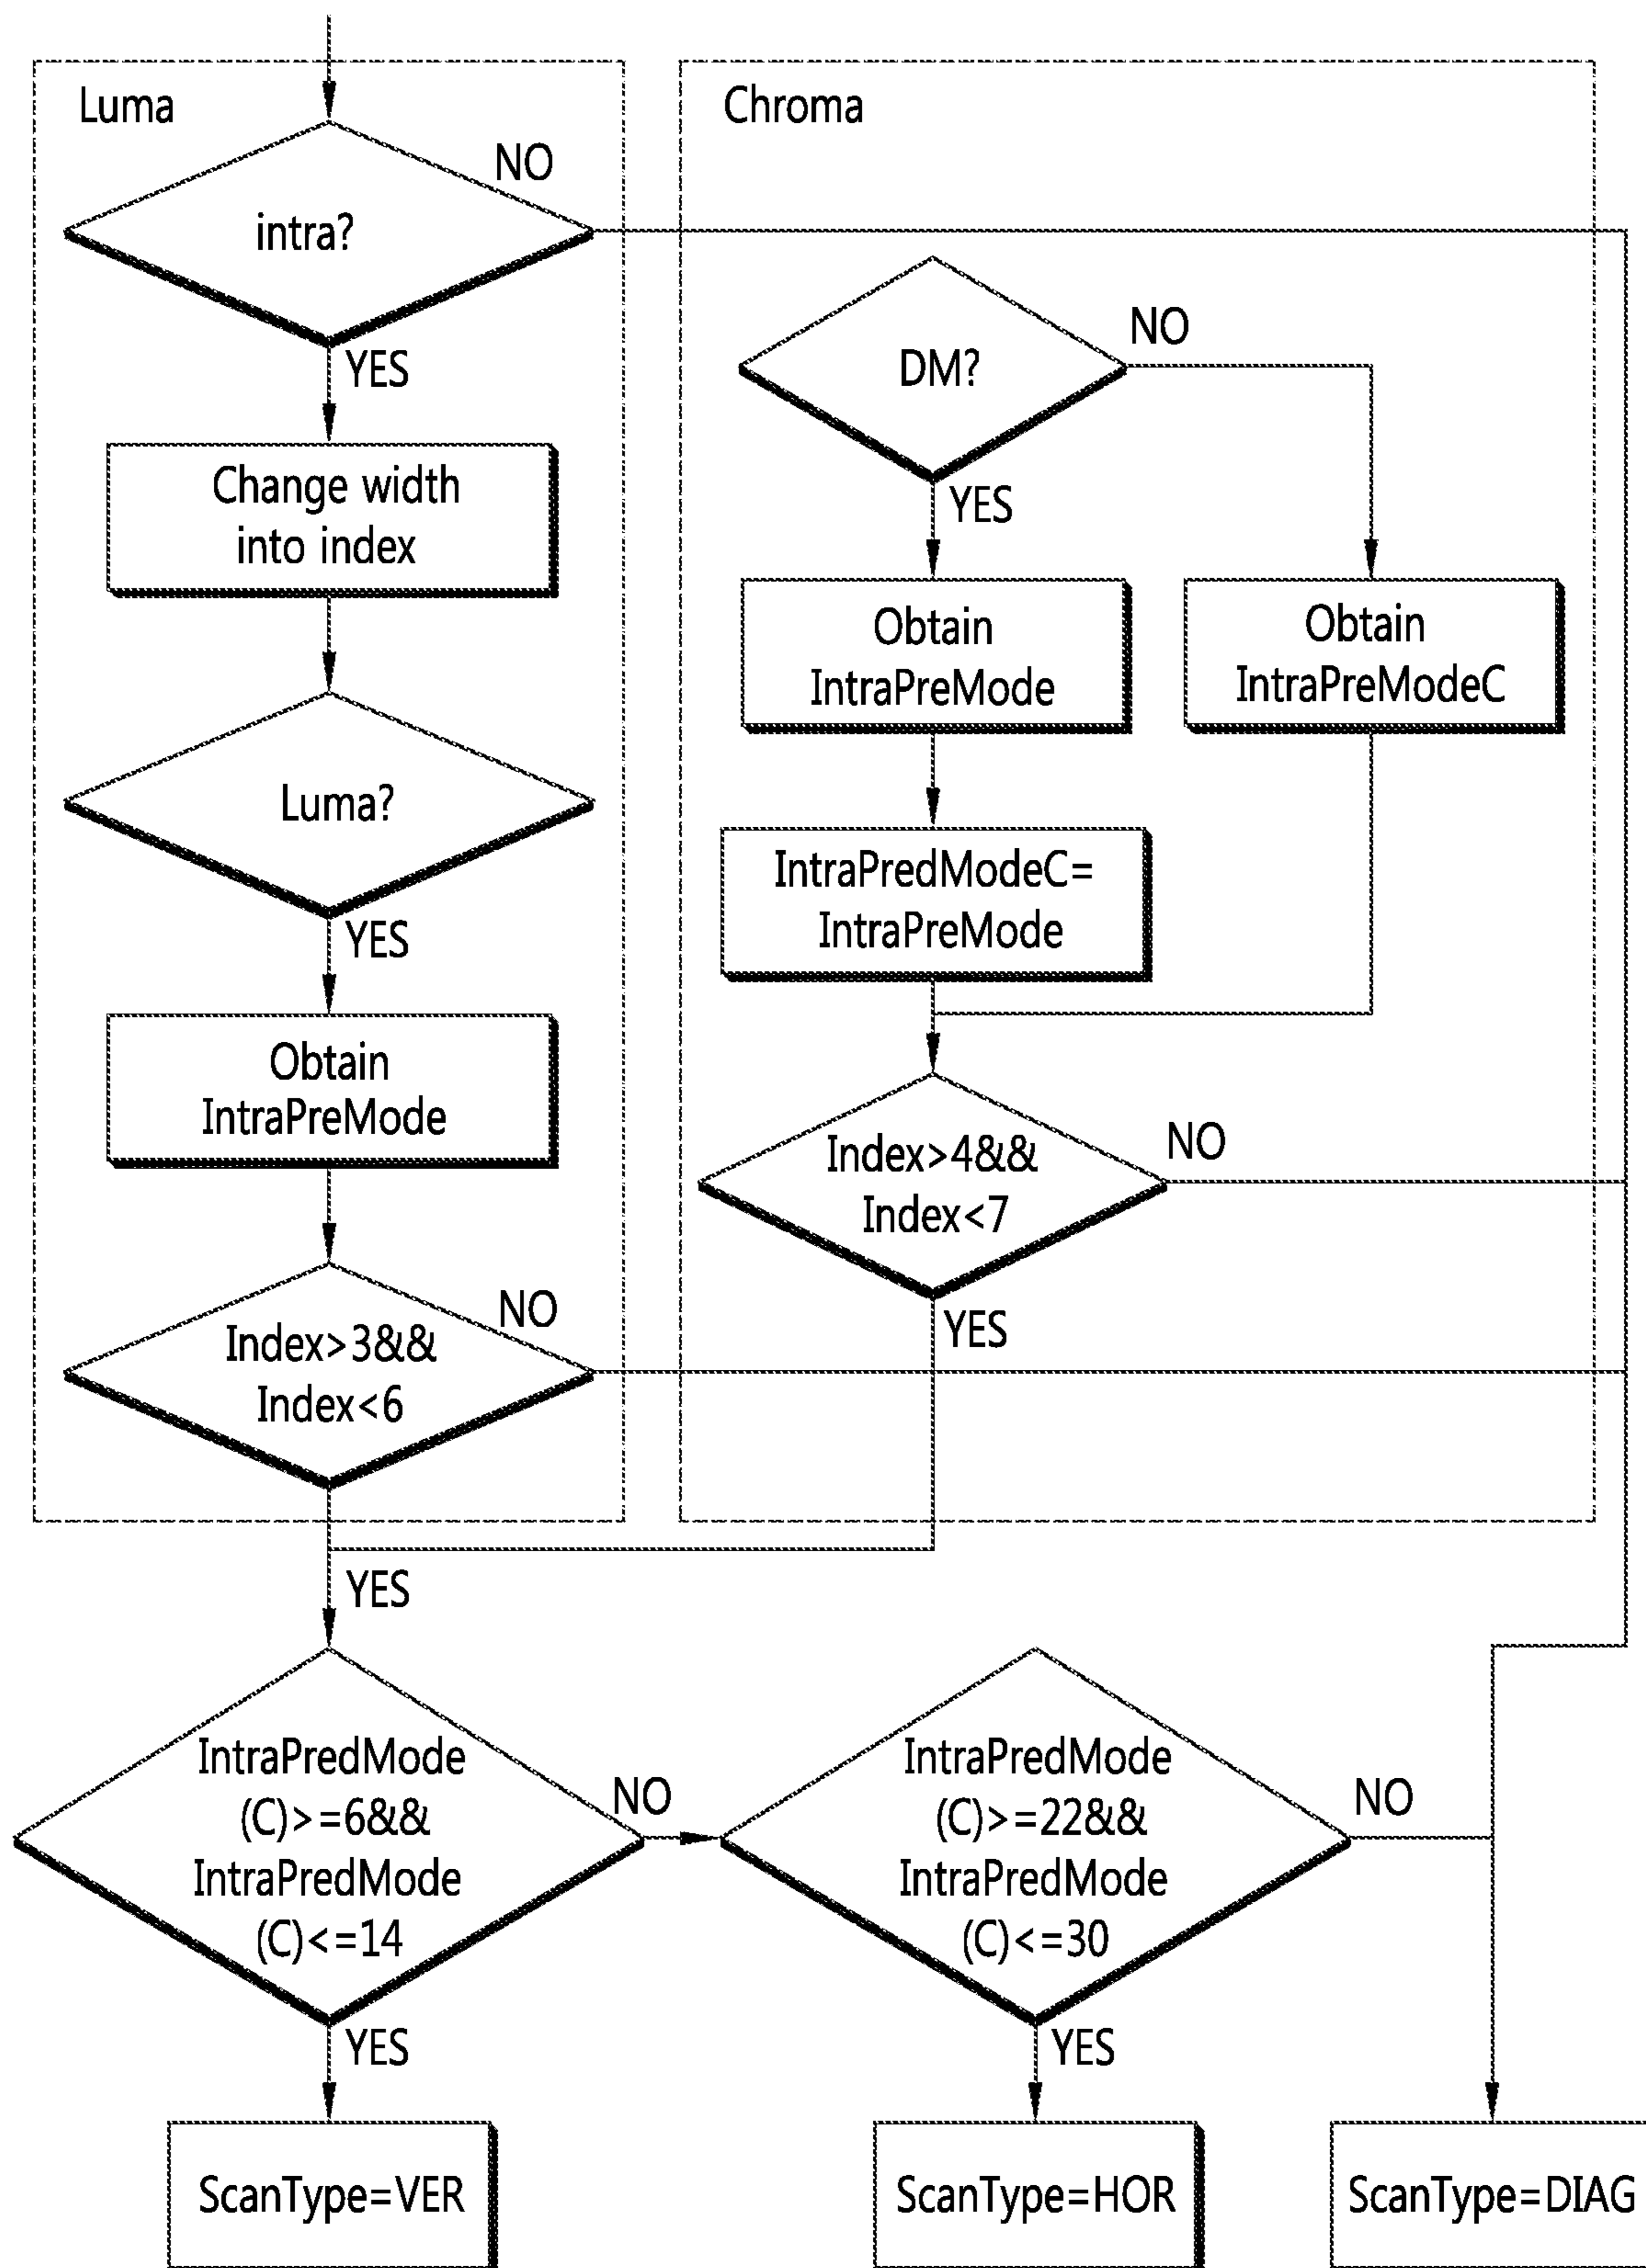 Luma
NO
intra?
YES
Change width
into index
Luma?
YES
Obtain
IntraPreMode
Index>3&&
Index<6
NO
Chroma
DM?
NO
YES
Obtain
IntraPreMode
Obtain
IntraPreModeC
IntraPredModeC=
IntraPreMode
Index>4&&
Index<7
NO
YES
YES
IntraPredMode
(C)>=6&&
IntraPredMode
(C)<=14
NO
IntraPredMode
(C)>=22&&
IntraPredMode
(C)<=30
NO
YES
YES
ScanType=VER
ScanType=HOR
ScanType=DIAG